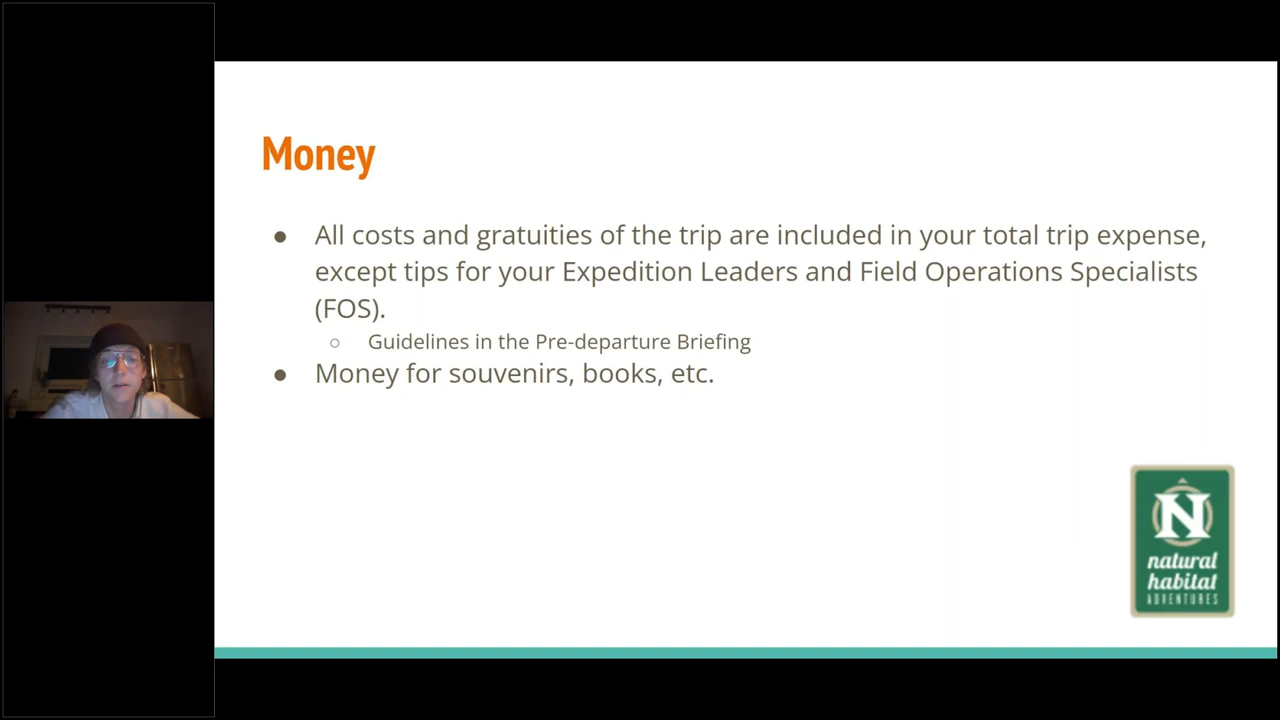 Money
● All costs and gratuities of the trip are included in your total trip expense,
except tips for your Expedition Leaders and Field Operations Specialists
(FOS).
○ Guidelines in the Pre-departure Briefing
● Money for souvenirs, books, etc.
N
natural
habitat
ADVENTURES